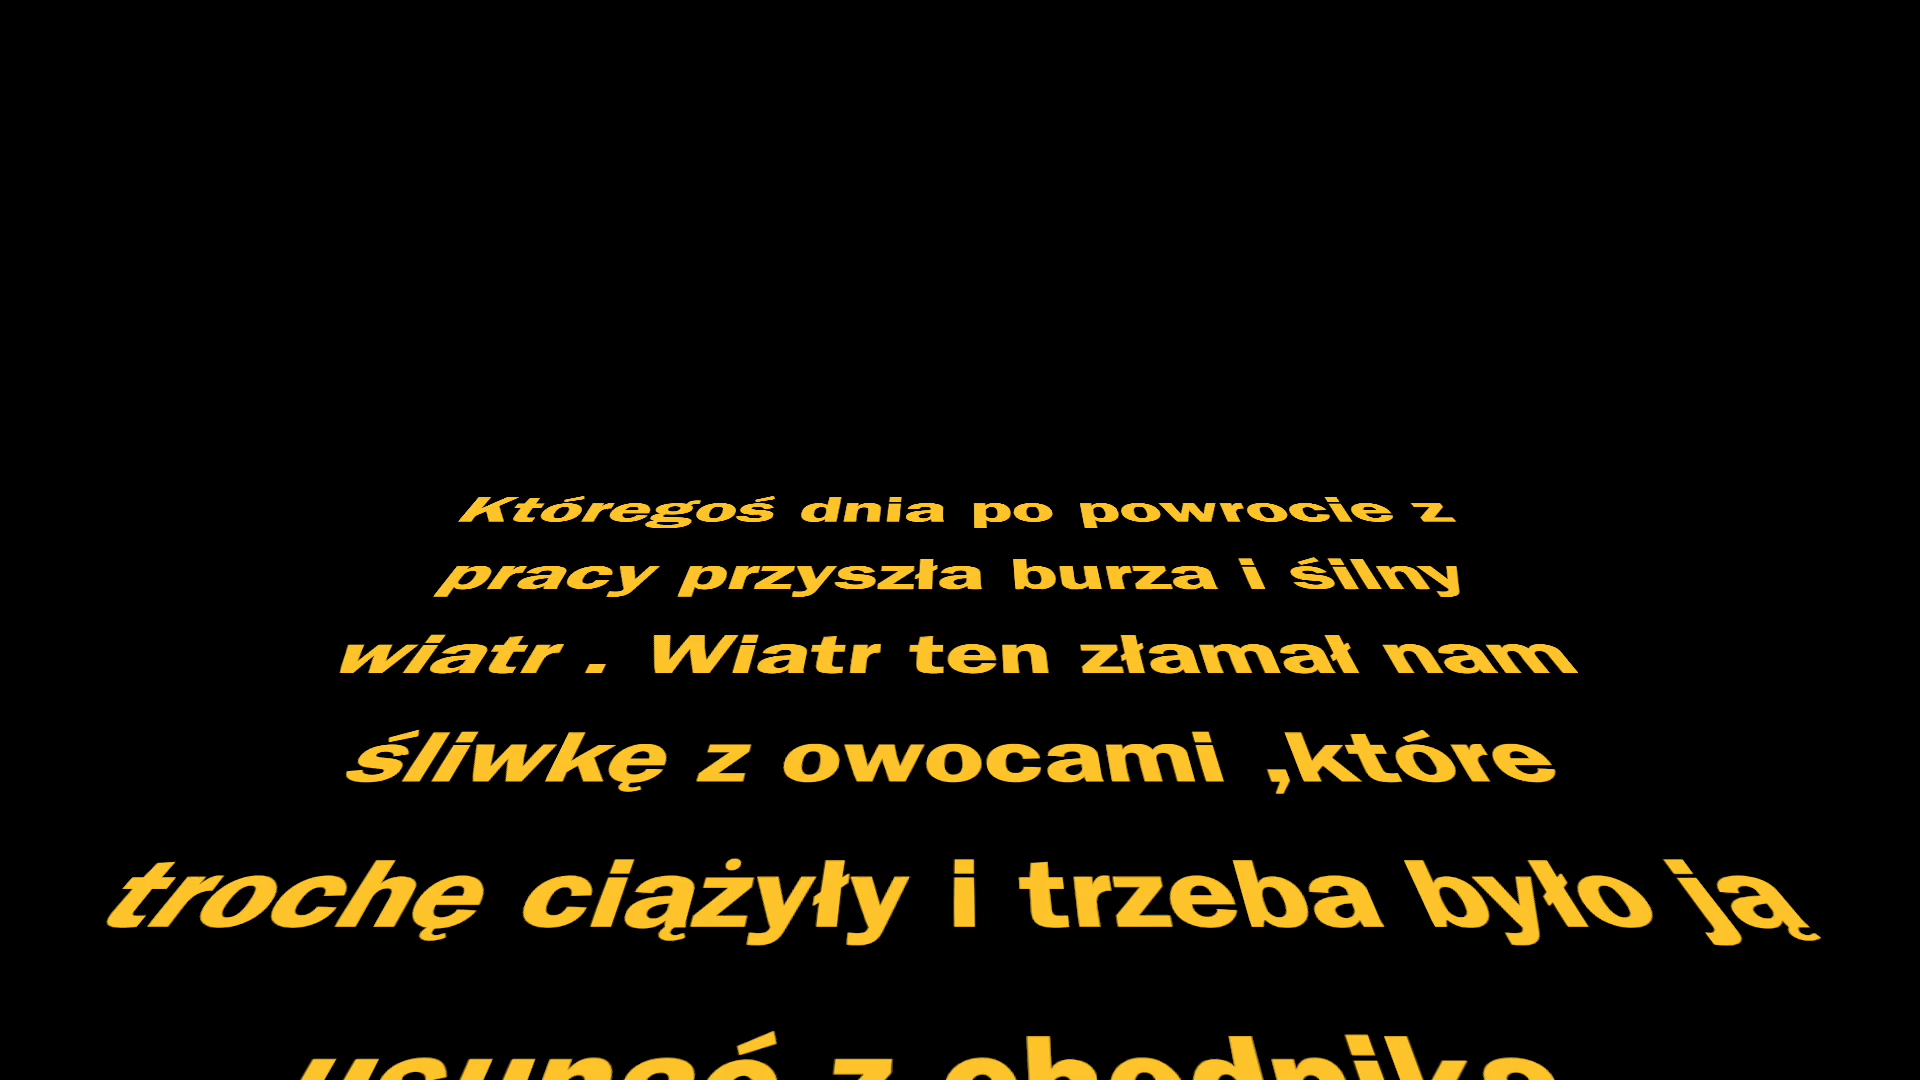 Któregoś dnia po powrocie z
pracy przyszła burza i śilny
wiatr . Wiatr ten złamał nam
śliwkę z owocami ,które
trochę ciążyły i trzeba było ją
usunąć z chodnika